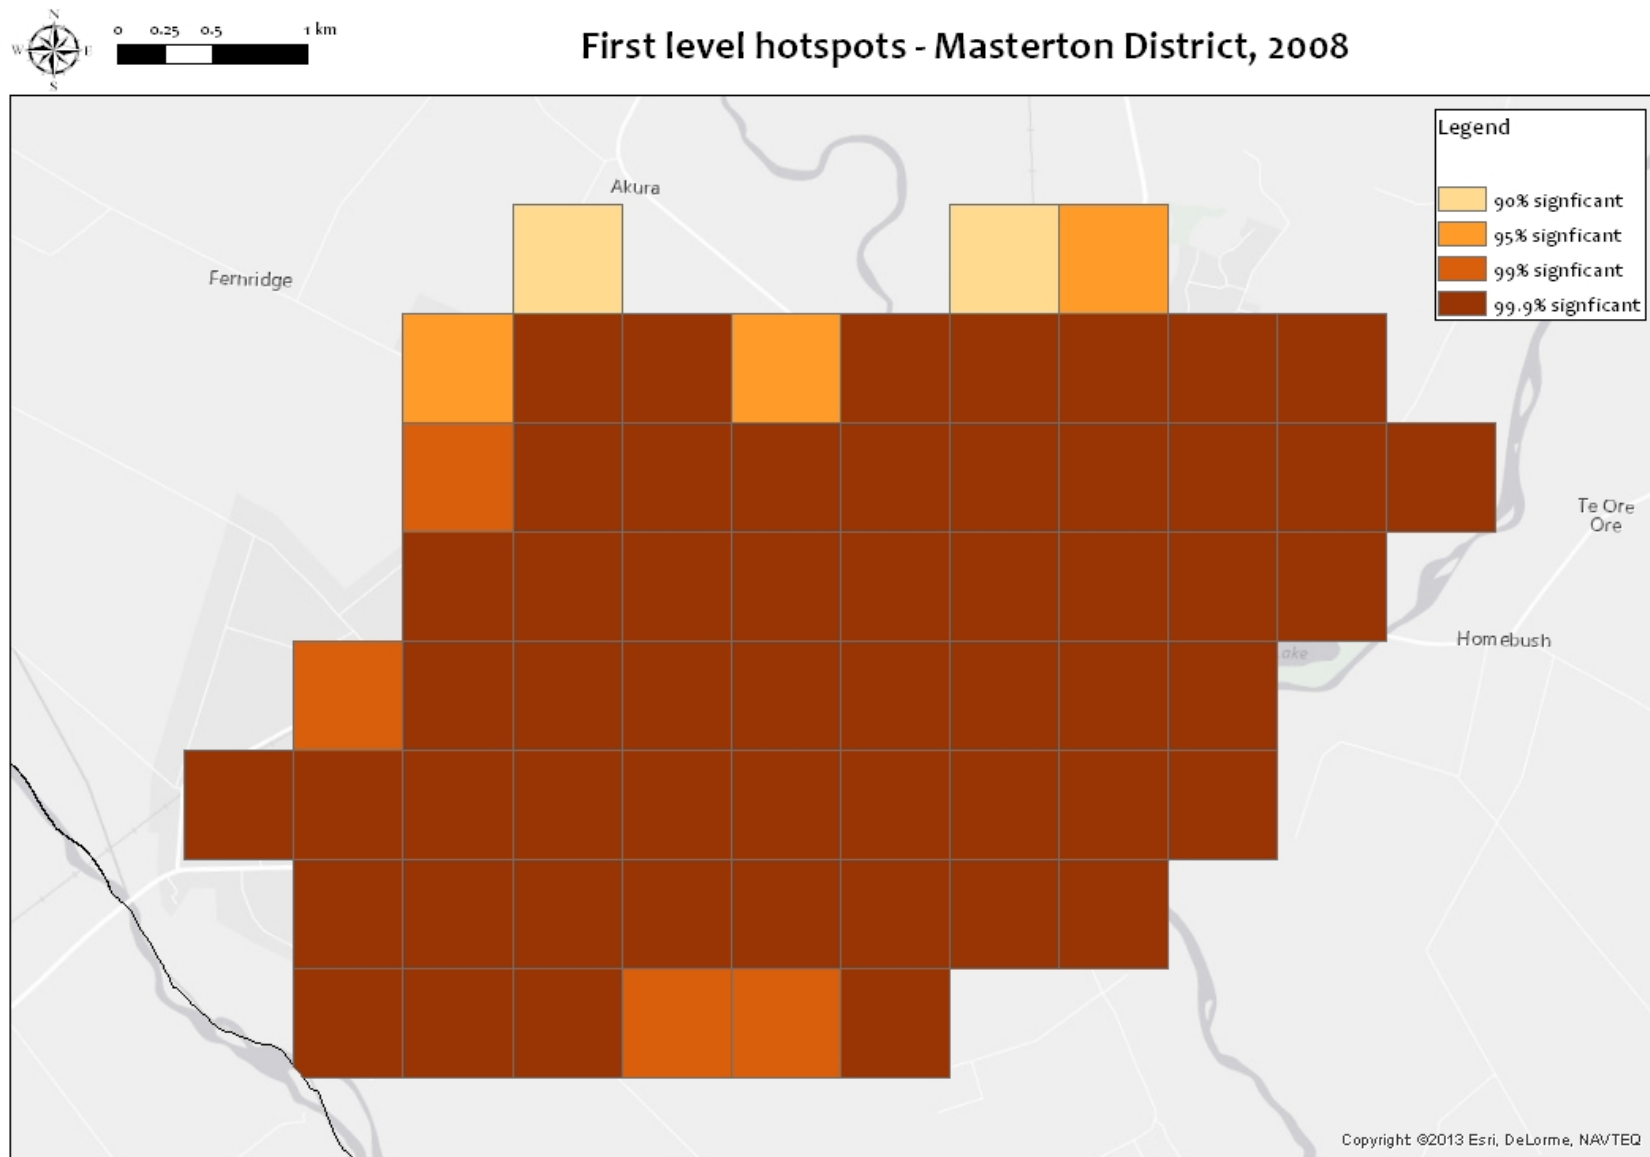 N
W E
S
0 0.25 0.5 1 km
First level hotspots - Masterton District, 2008
Legend
90% signficant
95% signficant
99% signficant
99.9% signficant
Akura
Fernridge
Te Ore
Ore
Homebush
ake
Copyright ©2013 Esri, DeLorme, NAVTEQ